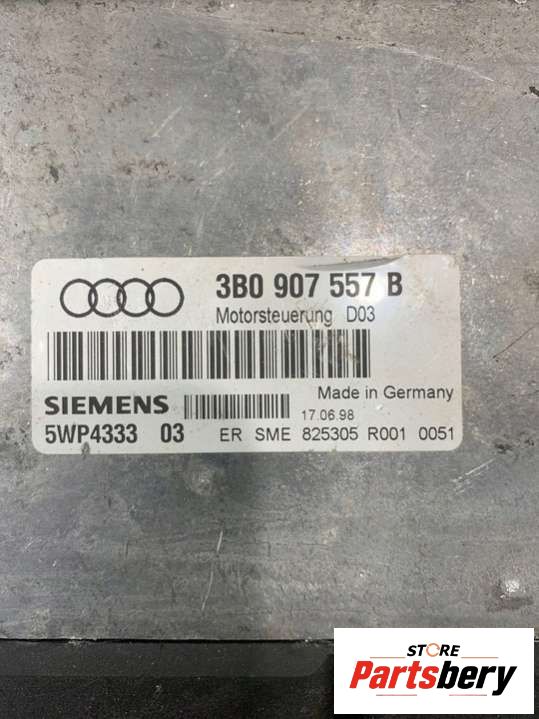 3B0 907 557 B
Motorsteuerung D03
Made in Germany
SIEMENS
17.06.98
5WP4333 03 ER SME 825305 R001 0051
STORE
Partsbery